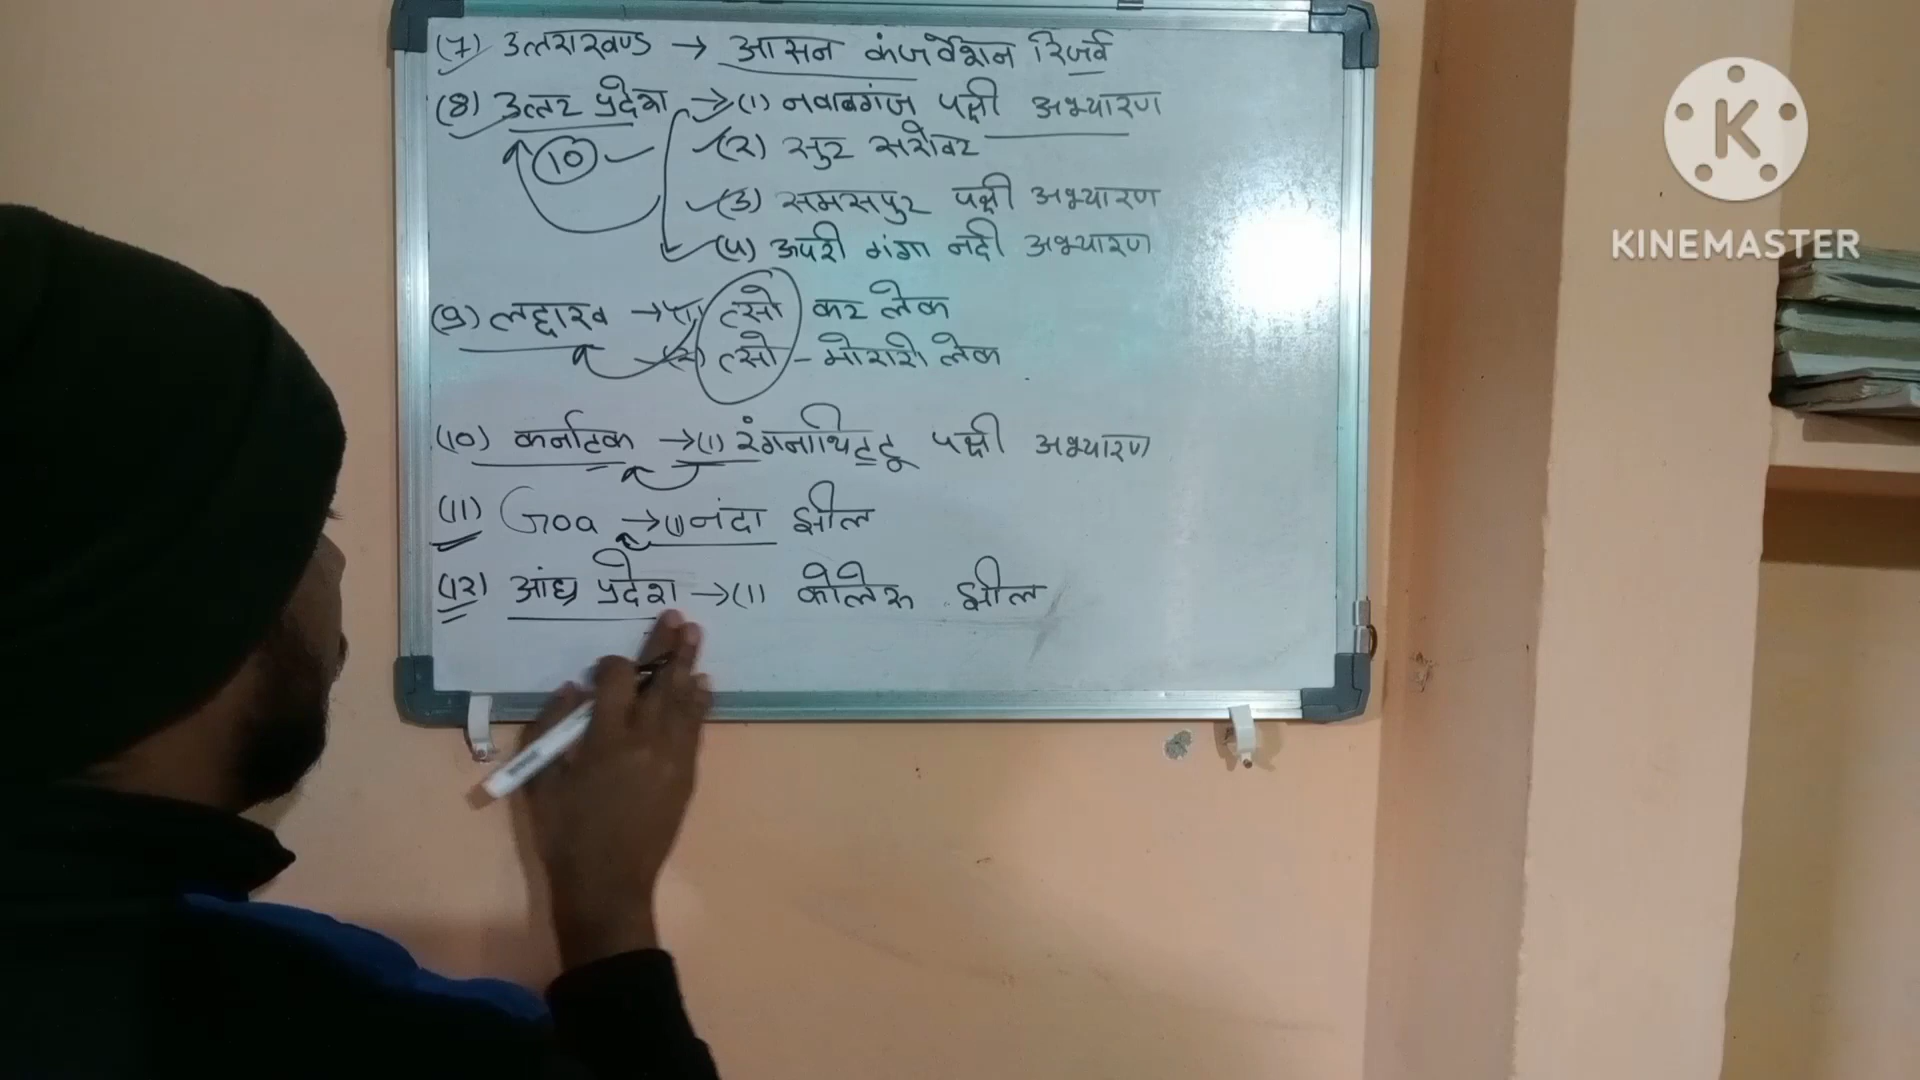 (7) उत्तराखण्ड → आसन कंजर्वेशन रिजर्व
(8) उत्तर प्रदेश → (1) नवाबगंज पक्षी अभ्यारण
(10)
(2) सुर सरोवर
(3) समसपुर पक्षी अभ्यारण
(4) ऊपरी गंगा नदी अभ्यारण
(9) लद्दाख → (1) त्सो कर लेक
(2) त्सो - मोरारी लेक
(10) कर्नाटक → (1) रंगनाथिटटू पक्षी अभ्यारण
(11) Goa → (1) नंदा झील
(12) आंध्र प्रदेश → (1) कोलेरू झील
K
KINEMASTER